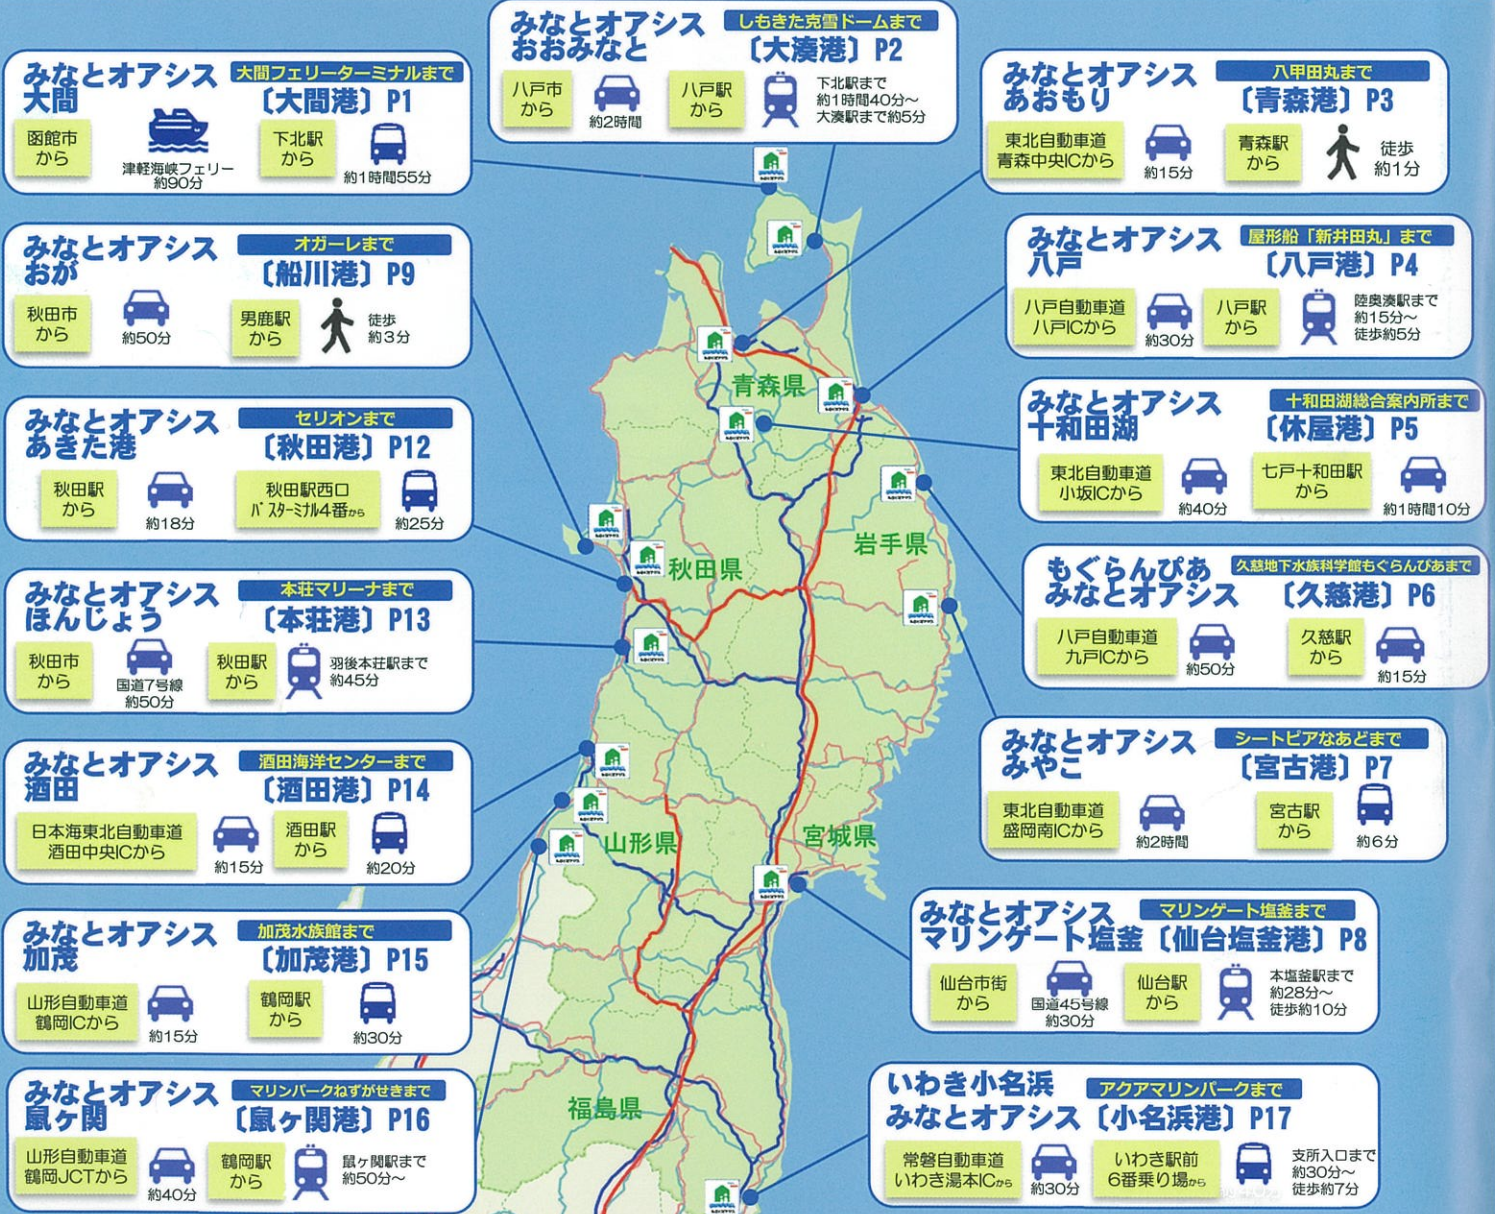 みなとオアシス
大間
大間フェリーターミナルまで
〔大間港〕P1
函館市
から
津軽海峡フェリー
約90分
下北駅
から
約1時間55分
みなとオアシス
おおみなと
しもきた克雪ドームまで
〔大湊港〕P2
八戸市
から
約2時間
八戸駅
から
下北駅まで
約1時間40分〜
大湊駅まで約5分
みなとオアシス
あおもり
八甲田丸まで
〔青森港〕P3
東北自動車道
青森中央ICから
約15分
青森駅
から
徒歩
約1分
みなとオアシス
おが
オガーレまで
〔船川港〕P9
秋田市
から
約50分
男鹿駅
から
徒歩
約3分
みなとオアシス
八戸
屋形船「新井田丸」まで
〔八戸港〕P4
八戸自動車道
八戸ICから
約30分
八戸駅
から
陸奥湊駅まで
約15分〜
徒歩約5分
みなとオアシス
あきた港
セリオンまで
〔秋田港〕P12
秋田駅
から
約18分
秋田駅西口
バスターミナル4番から
約25分
みなとオアシス
十和田湖
十和田湖総合案内所まで
〔休屋港〕P5
東北自動車道
小坂ICから
約40分
七戸十和田駅
から
約1時間10分
みなとオアシス
ほんじょう
本荘マリーナまで
〔本荘港〕P13
秋田市
から
国道7号線
約50分
秋田駅
から
羽後本荘駅まで
約45分
もぐらんぴあ
みなとオアシス
久慈地下水族科学館もぐらんぴあまで
〔久慈港〕P6
八戸自動車道
九戸ICから
約50分
久慈駅
から
約15分
みなとオアシス
酒田
酒田海洋センターまで
〔酒田港〕P14
日本海東北自動車道
酒田中央ICから
約15分
酒田駅
から
約20分
みなとオアシス
みやこ
シートピアなあどまで
〔宮古港〕P7
東北自動車道
盛岡南ICから
約2時間
宮古駅
から
約6分
みなとオアシス
加茂
加茂水族館まで
〔加茂港〕P15
山形自動車道
鶴岡ICから
約15分
鶴岡駅
から
約30分
みなとオアシス
マリンゲート塩釜
マリンゲート塩釜まで
〔仙台塩釜港〕P8
仙台市街
から
国道45号線
約30分
仙台駅
から
本塩釜駅まで
約28分〜
徒歩約10分
みなとオアシス
鼠ヶ関
マリンパークねずがせきまで
〔鼠ヶ関港〕P16
山形自動車道
鶴岡JCTから
約40分
鶴岡駅
から
鼠ヶ関駅まで
約50分〜
いわき小名浜
みなとオアシス
アクアマリンパークまで
〔小名浜港〕P17
常磐自動車道
いわき湯本ICから
約30分
いわき駅前
6番乗り場から
支所入口まで
約30分〜
徒歩約7分
青森県
秋田県
岩手県
山形県
宮城県
福島県